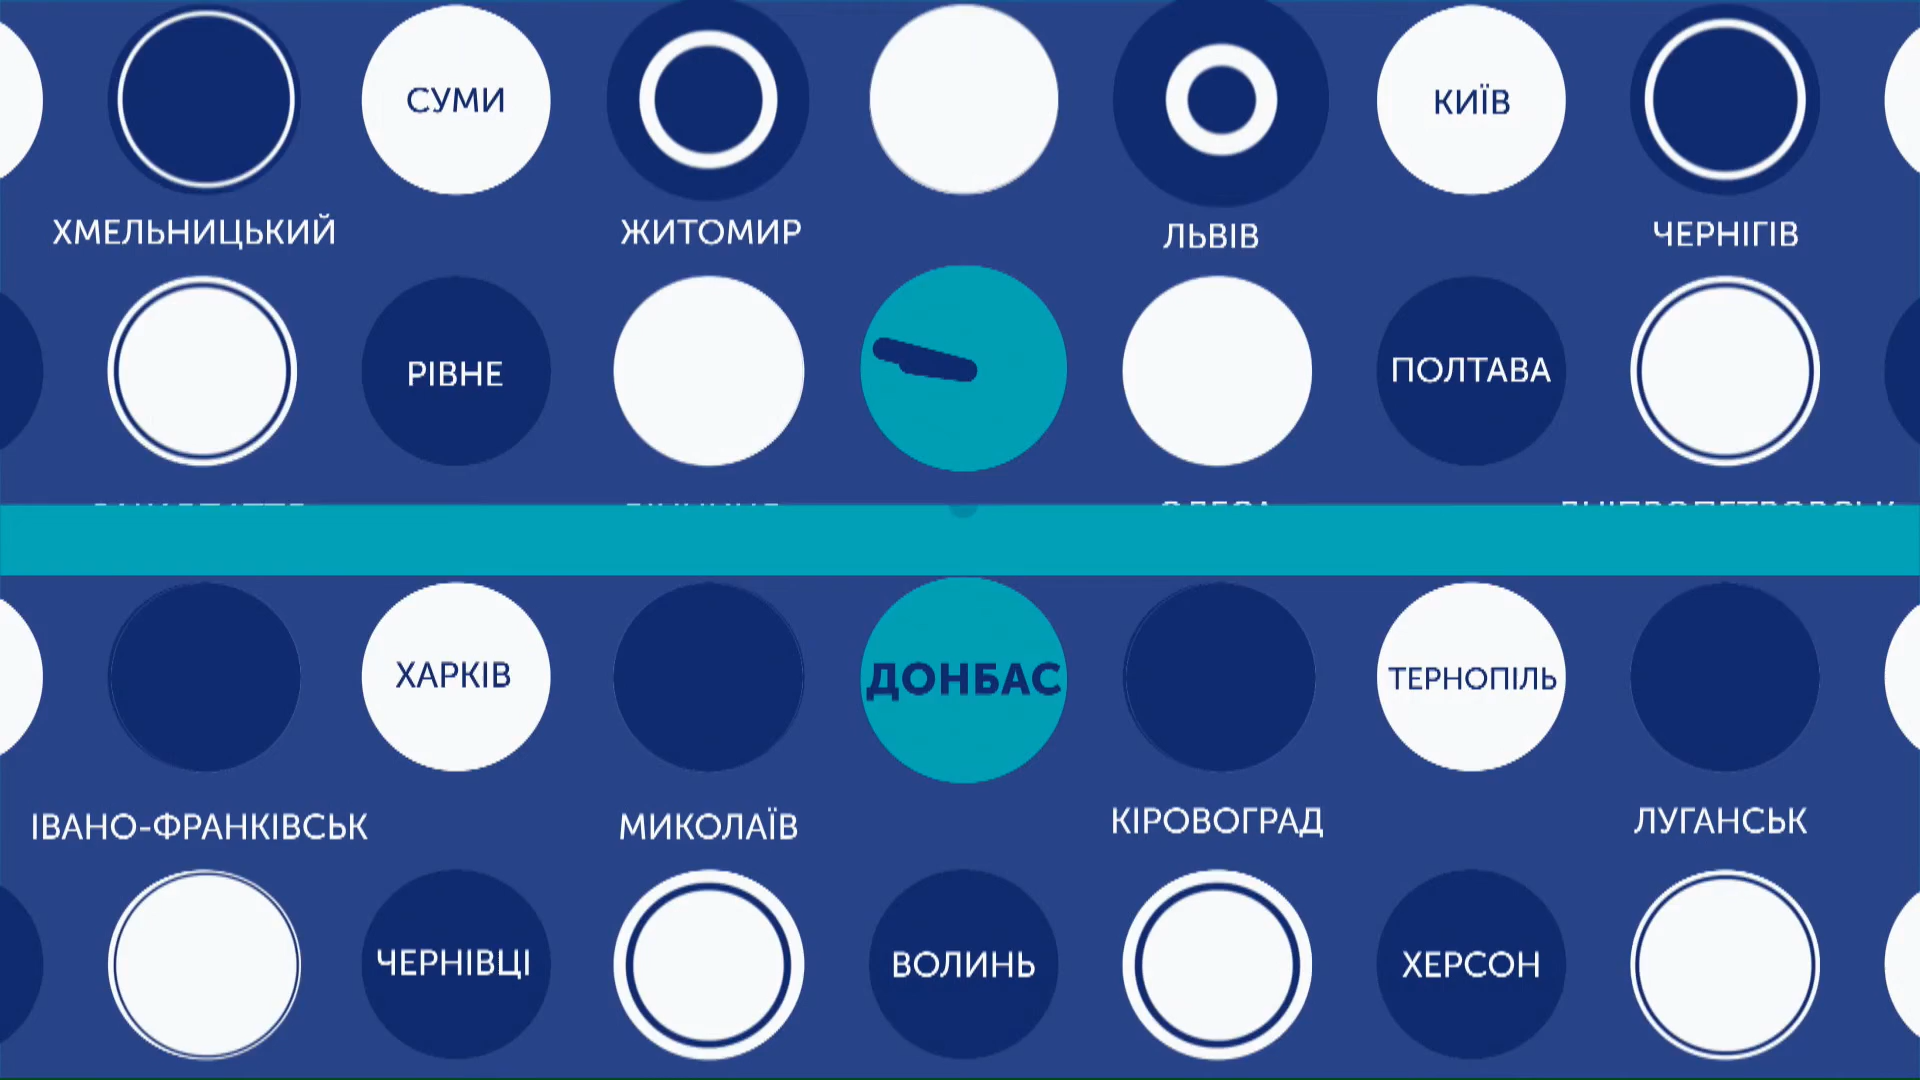 СУМИ
КИЇВ
ХМЕЛЬНИЦЬКИЙ
ЖИТОМИР
ЛЬВІВ
ЧЕРНІГІВ
РІВНЕ
ПОЛТАВА
ХАРКІВ
ДОНБАС
ТЕРНОПІЛЬ
ІВАНО-ФРАНКІВСЬК
МИКОЛАЇВ
КІРОВОГРАД
ЛУГАНСЬК
ЧЕРНІВЦІ
ВОЛИНЬ
ХЕРСОН